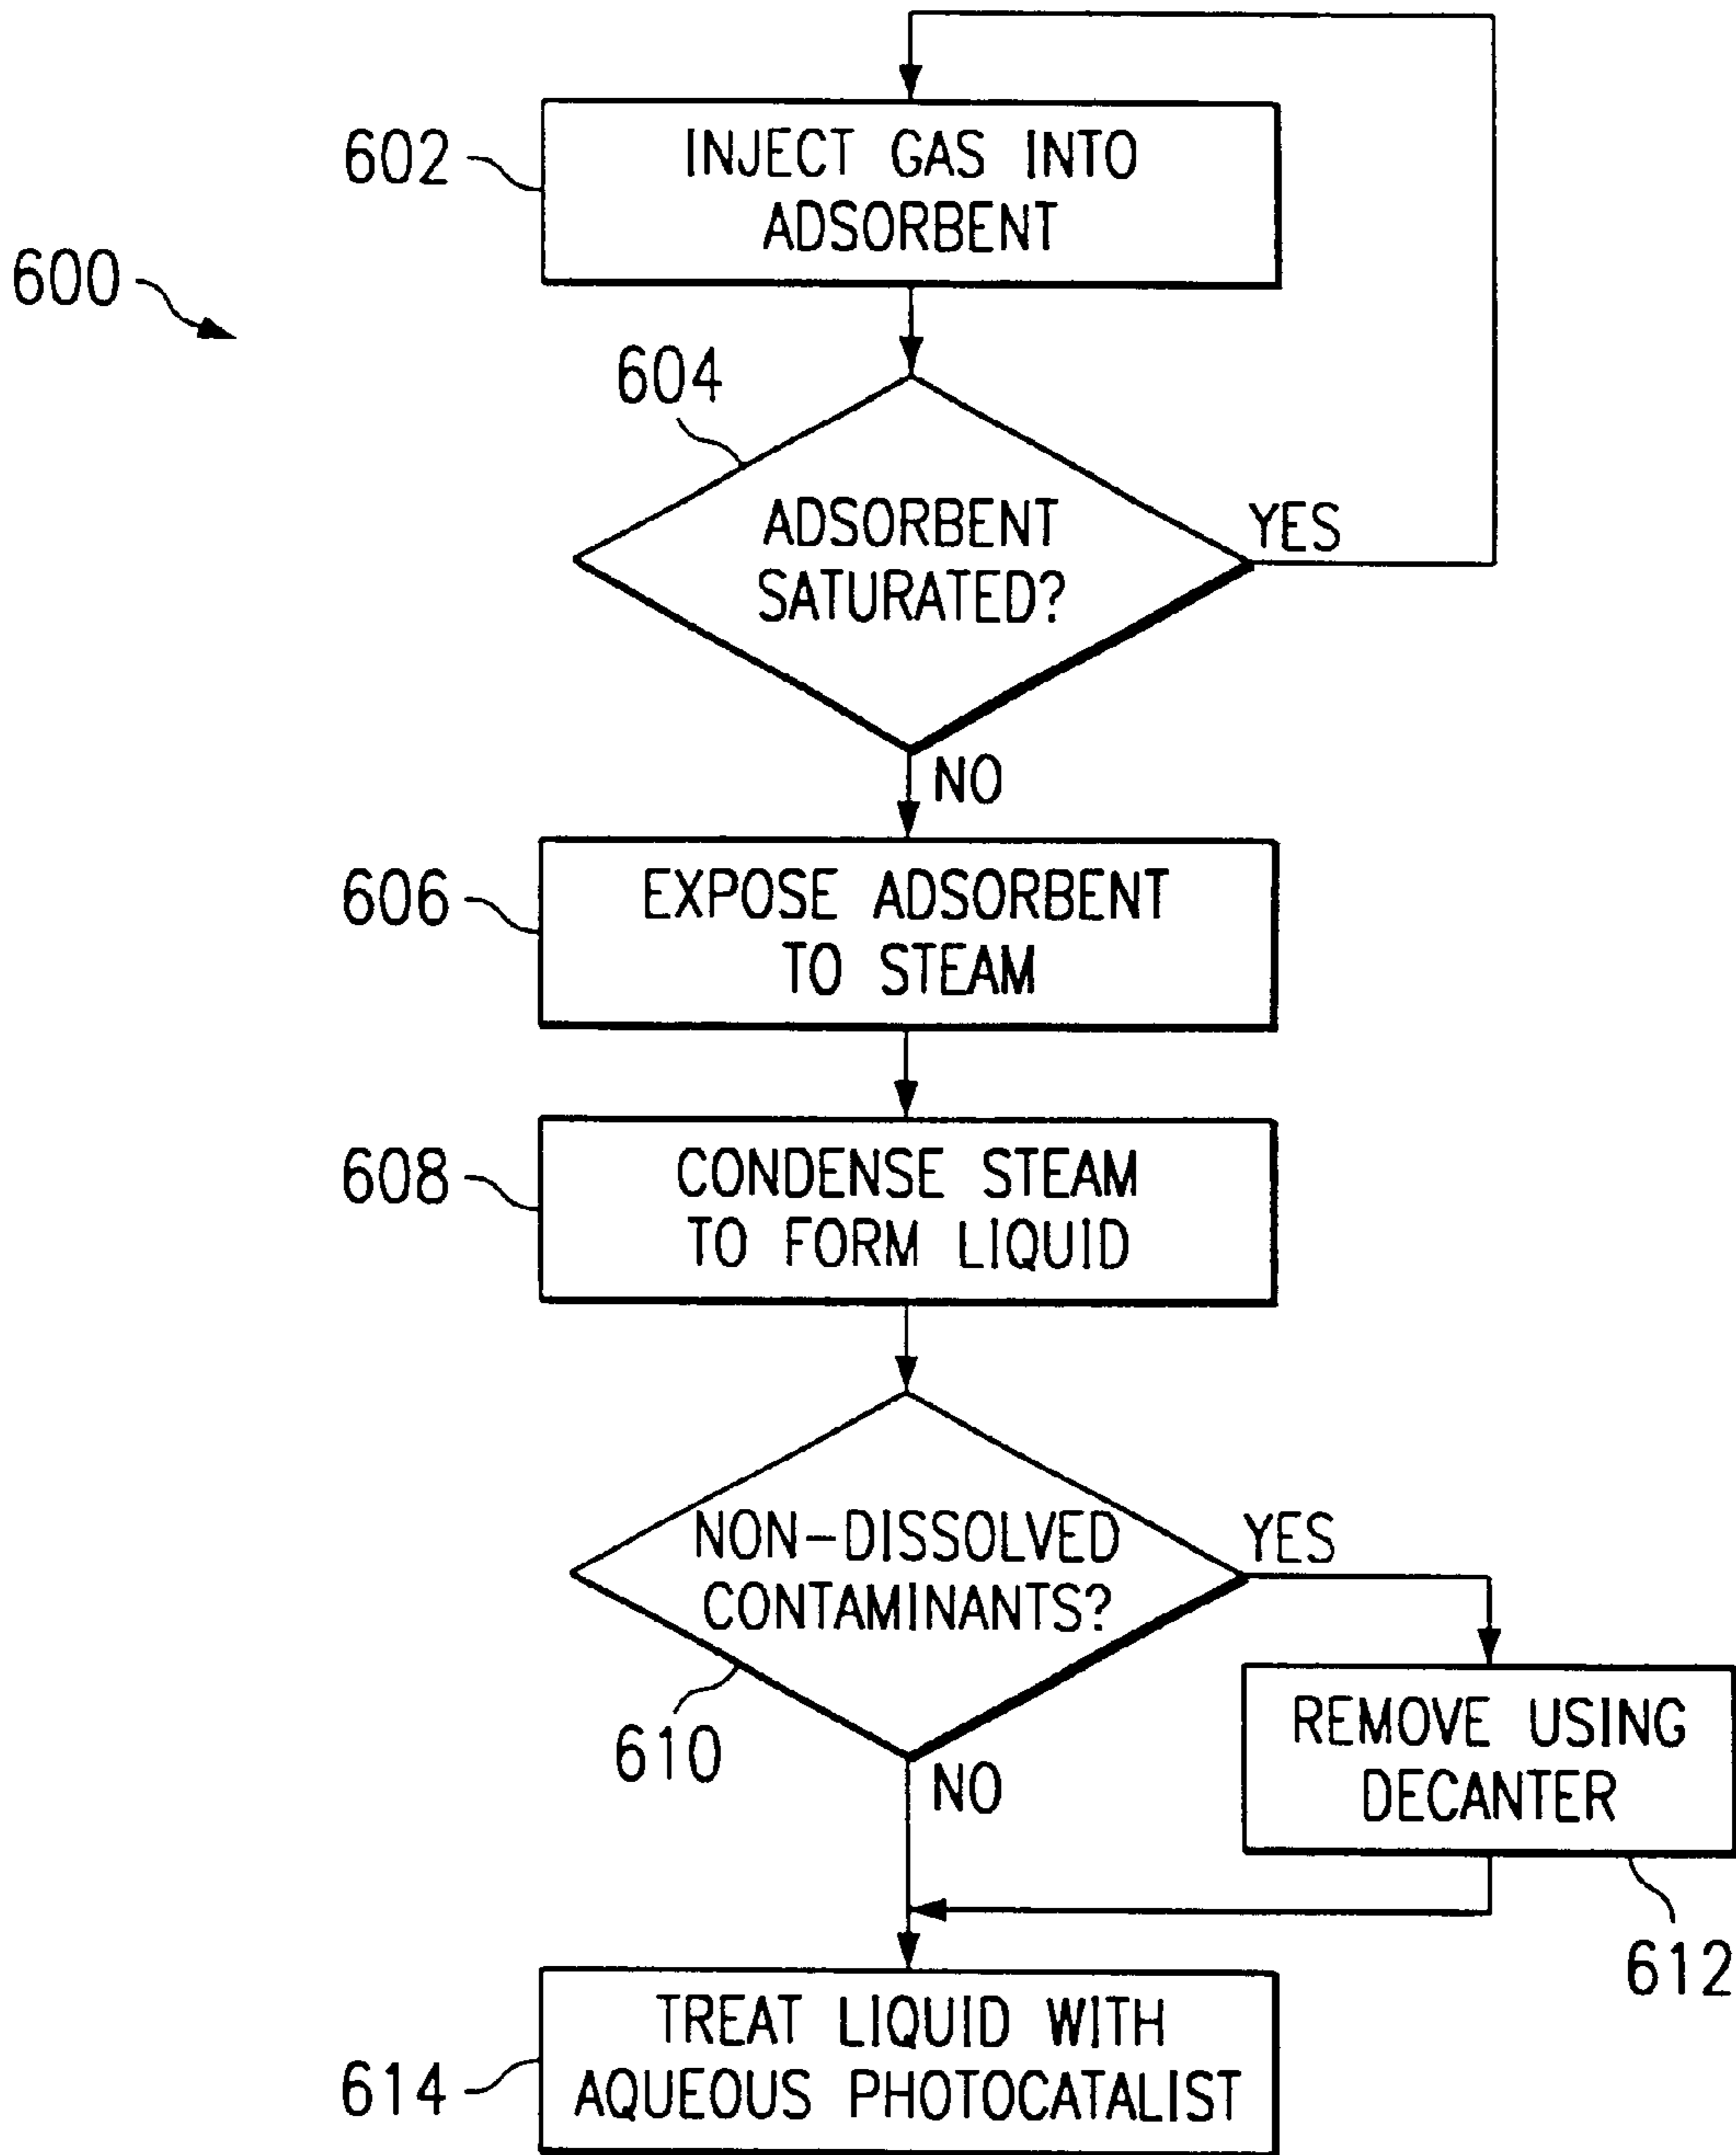 602
INJECT GAS INTO
ADSORBENT
600
604
ADSORBENT
SATURATED?
YES
NO
606
EXPOSE ADSORBENT
TO STEAM
608
CONDENSE STEAM
TO FORM LIQUID
NON-DISSOLVED
CONTAMINANTS?
YES
610
NO
REMOVE USING
DECANTER
612
614
TREAT LIQUID WITH
AQUEOUS PHOTOCATALIST